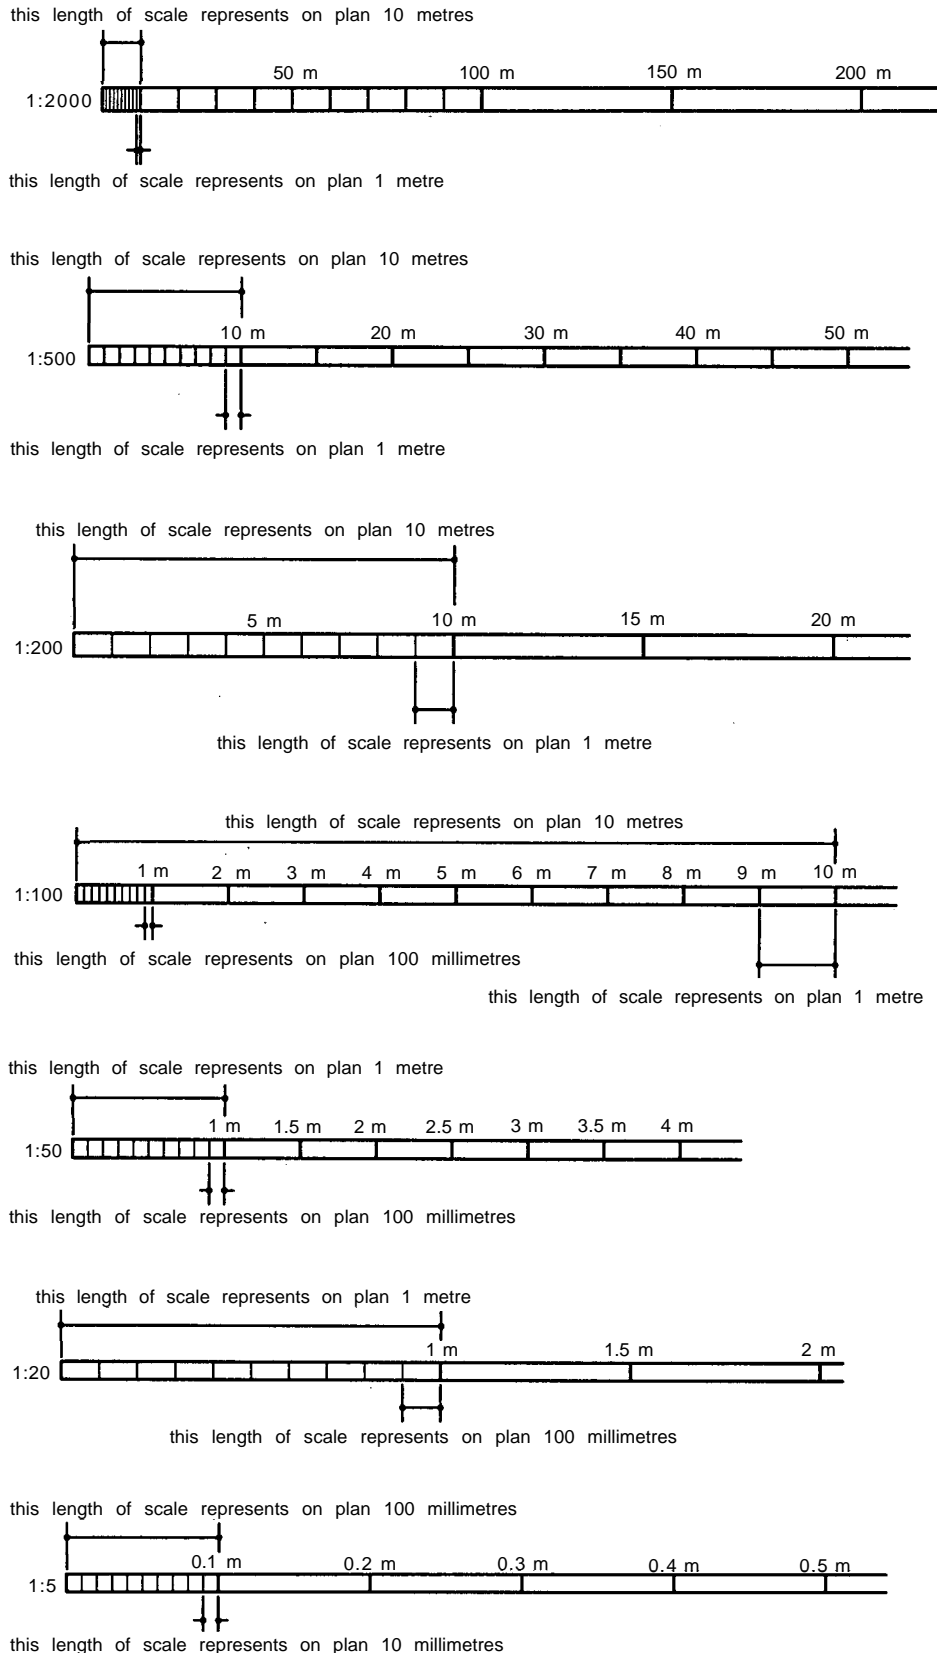 this length of scale represents on plan 10 metres
50 m 100 m 150 m 200 m
1:2000
this length of scale represents on plan 1 metre
this length of scale represents on plan 10 metres
10 m 20 m 30 m 40 m 50 m
1:500
this length of scale represents on plan 1 metre
this length of scale represents on plan 10 metres
5 m 10 m 15 m 20 m
1:200
this length of scale represents on plan 1 metre
this length of scale represents on plan 10 metres
1 m 2 m 3 m 4 m 5 m 6 m 7 m 8 m 9 m 10 m
1:100
this length of scale represents on plan 100 millimetres
this length of scale represents on plan 1 metre
this length of scale represents on plan 1 metre
1 m 1.5 m 2 m 2.5 m 3 m 3.5 m 4 m
1:50
this length of scale represents on plan 100 millimetres
this length of scale represents on plan 1 metre
1 m 1.5 m 2 m
1:20
this length of scale represents on plan 100 millimetres
this length of scale represents on plan 100 millimetres
0.1 m 0.2 m 0.3 m 0.4 m 0.5 m
1:5
this length of scale represents on plan 10 millimetres